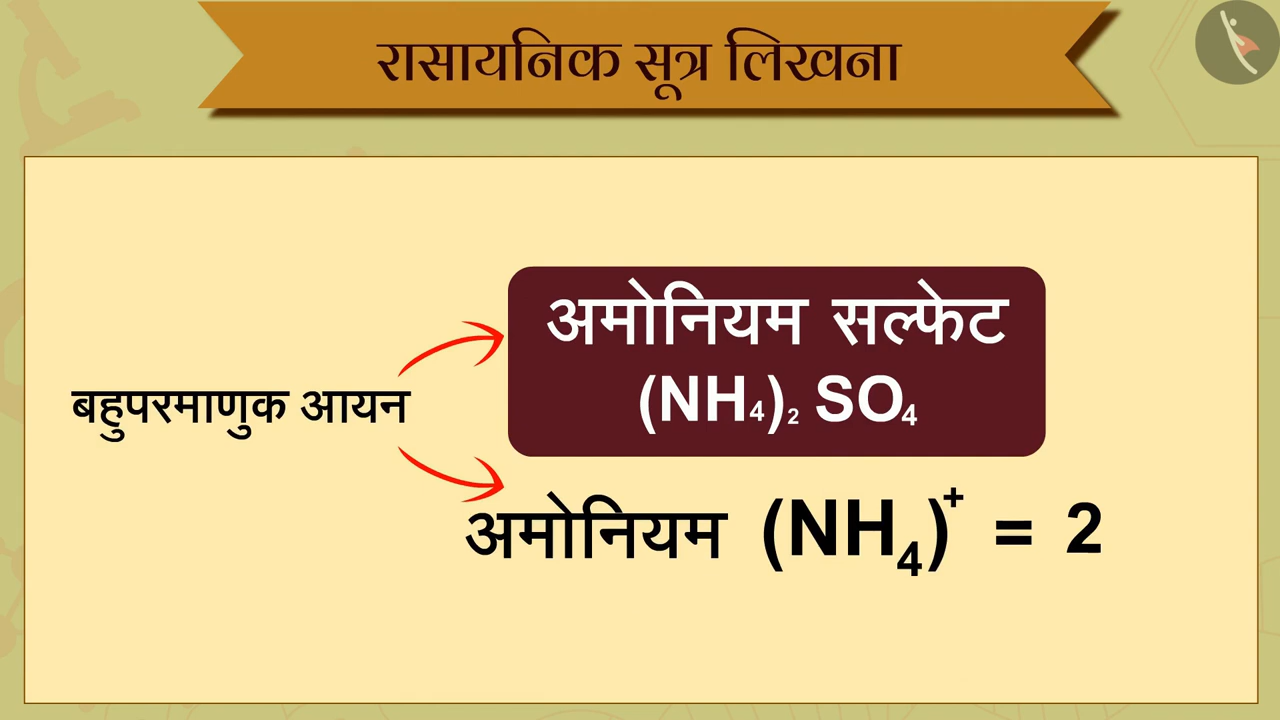 रासायनिक सूत्र लिखना
अमोनियम सल्फेट
(NH₄)₂ SO₄
बहुपरमाणुक आयन
अमोनियम (NH₄)⁺ = 2